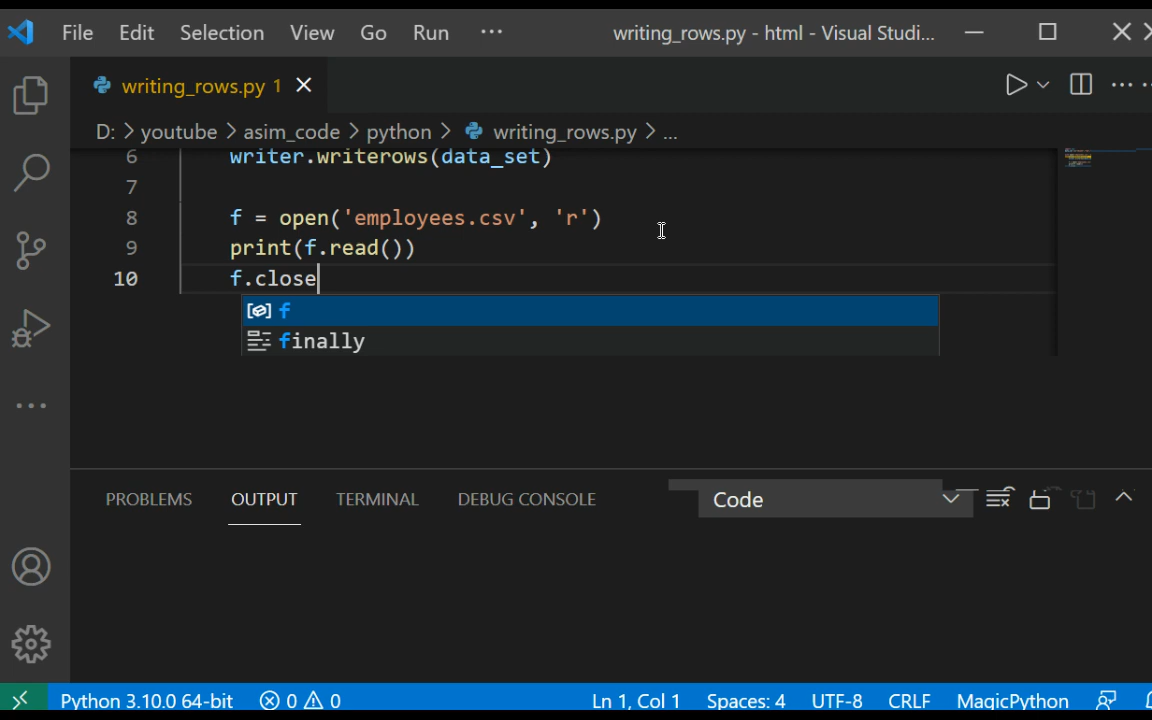 File Edit Selection View Go Run ··· writing_rows.py - html - Visual Studi...
writing_rows.py 1
D: > youtube > asim_code > python > writing_rows.py > ...
6 writer.writerows(data_set)
7
8 f = open('employees.csv', 'r')
9 print(f.read())
10 f.close
f
finally
PROBLEMS OUTPUT TERMINAL DEBUG CONSOLE Code
Python 3.10.0 64-bit 0 0 Ln 1, Col 1 Spaces: 4 UTF-8 CRLF MagicPython